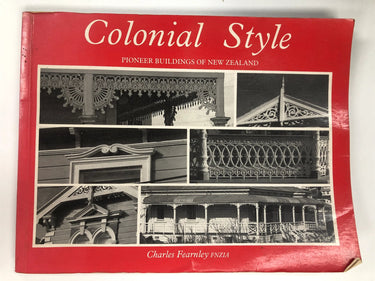 Colonial Style
PIONEER BUILDINGS OF NEW ZEALAND
Charles Fearnley FNZIA